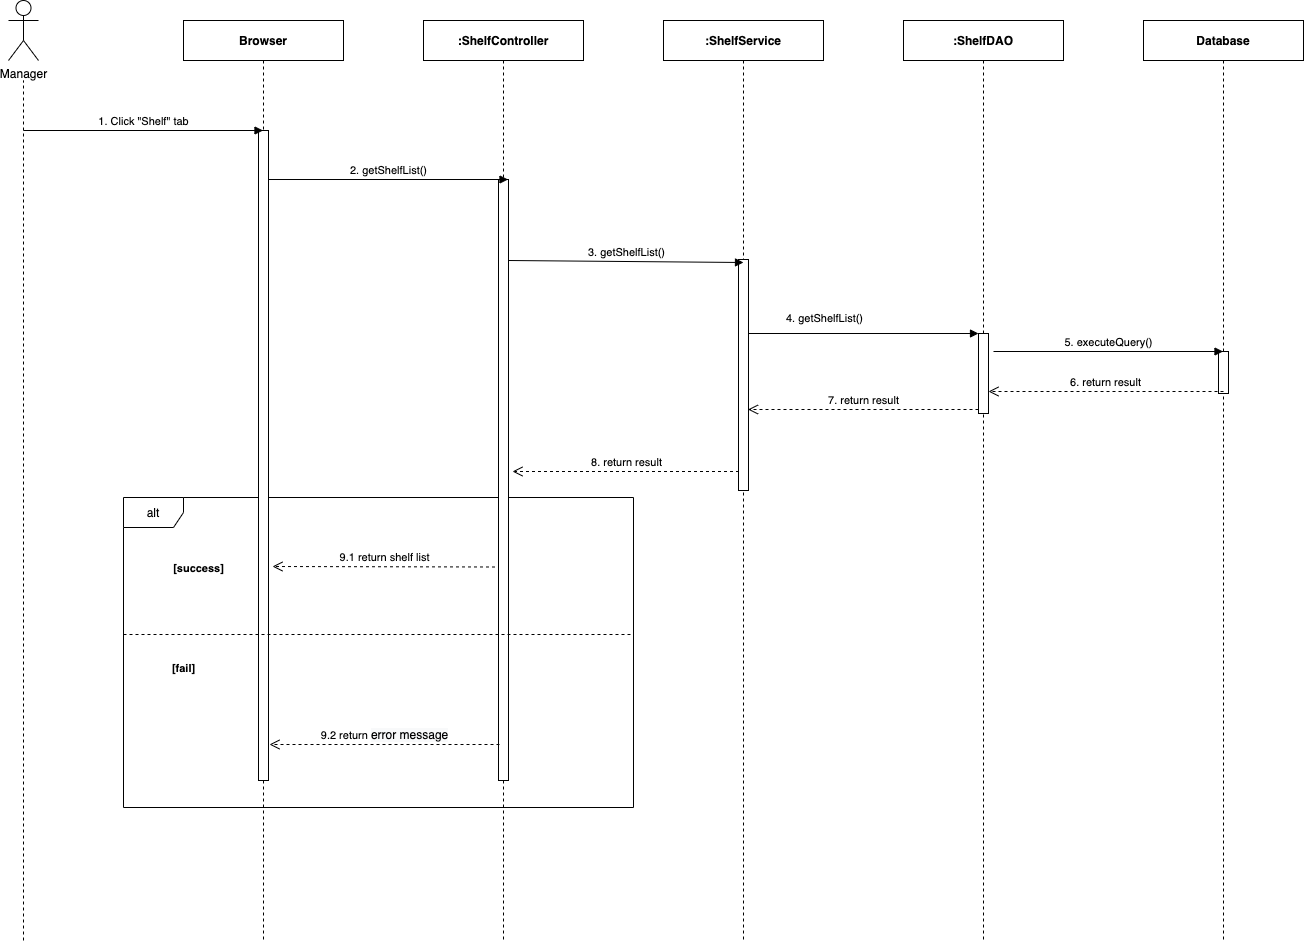 Manager
Browser
:ShelfController
:ShelfService
:ShelfDAO
Database
1. Click "Shelf" tab
2. getShelfList()
3. getShelfList()
4. getShelfList()
5. executeQuery()
6. return result
7. return result
8. return result
alt
9.1 return shelf list
[success]
[fail]
9.2 return error message